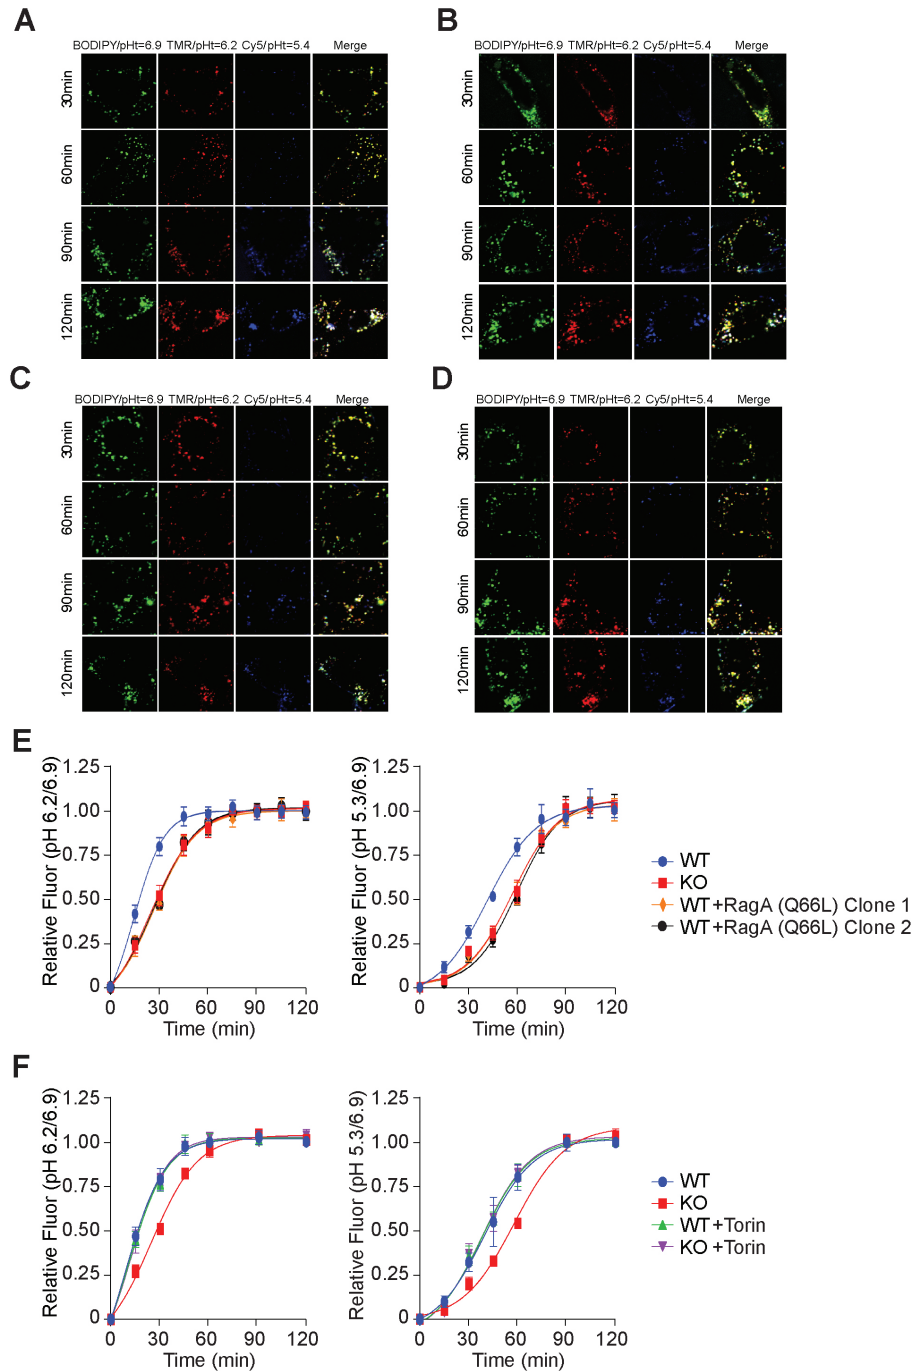 A
BODIPY/pHt=6.9 TMR/pHt=6.2 Cy5/pHt=5.4 Merge
30min
60min
90min
120min
B
BODIPY/pHt=6.9 TMR/pHt=6.2 Cy5/pHt=5.4 Merge
30min
60min
90min
120min
C
BODIPY/pHt=6.9 TMR/pHt=6.2 Cy5/pHt=5.4 Merge
30min
60min
90min
120min
D
BODIPY/pHt=6.9 TMR/pHt=6.2 Cy5/pHt=5.4 Merge
30min
60min
90min
120min
E
Relative Fluor (pH 6.2/6.9)
1.25
1.00
0.75
0.50
0.25
0
0 30 60 90 120
Time (min)
Relative Fluor (pH 5.3/6.9)
1.25
1.00
0.75
0.50
0.25
0
0 30 60 90 120
Time (min)
WT
KO
WT+RagA (Q66L) Clone 1
WT+RagA (Q66L) Clone 2
F
Relative Fluor (pH 6.2/6.9)
1.25
1.00
0.75
0.50
0.25
0
0 30 60 90 120
Time (min)
Relative Fluor (pH 5.3/6.9)
1.25
1.00
0.75
0.50
0.25
0
0 30 60 90 120
Time (min)
WT
KO
WT+Torin
KO+Torin